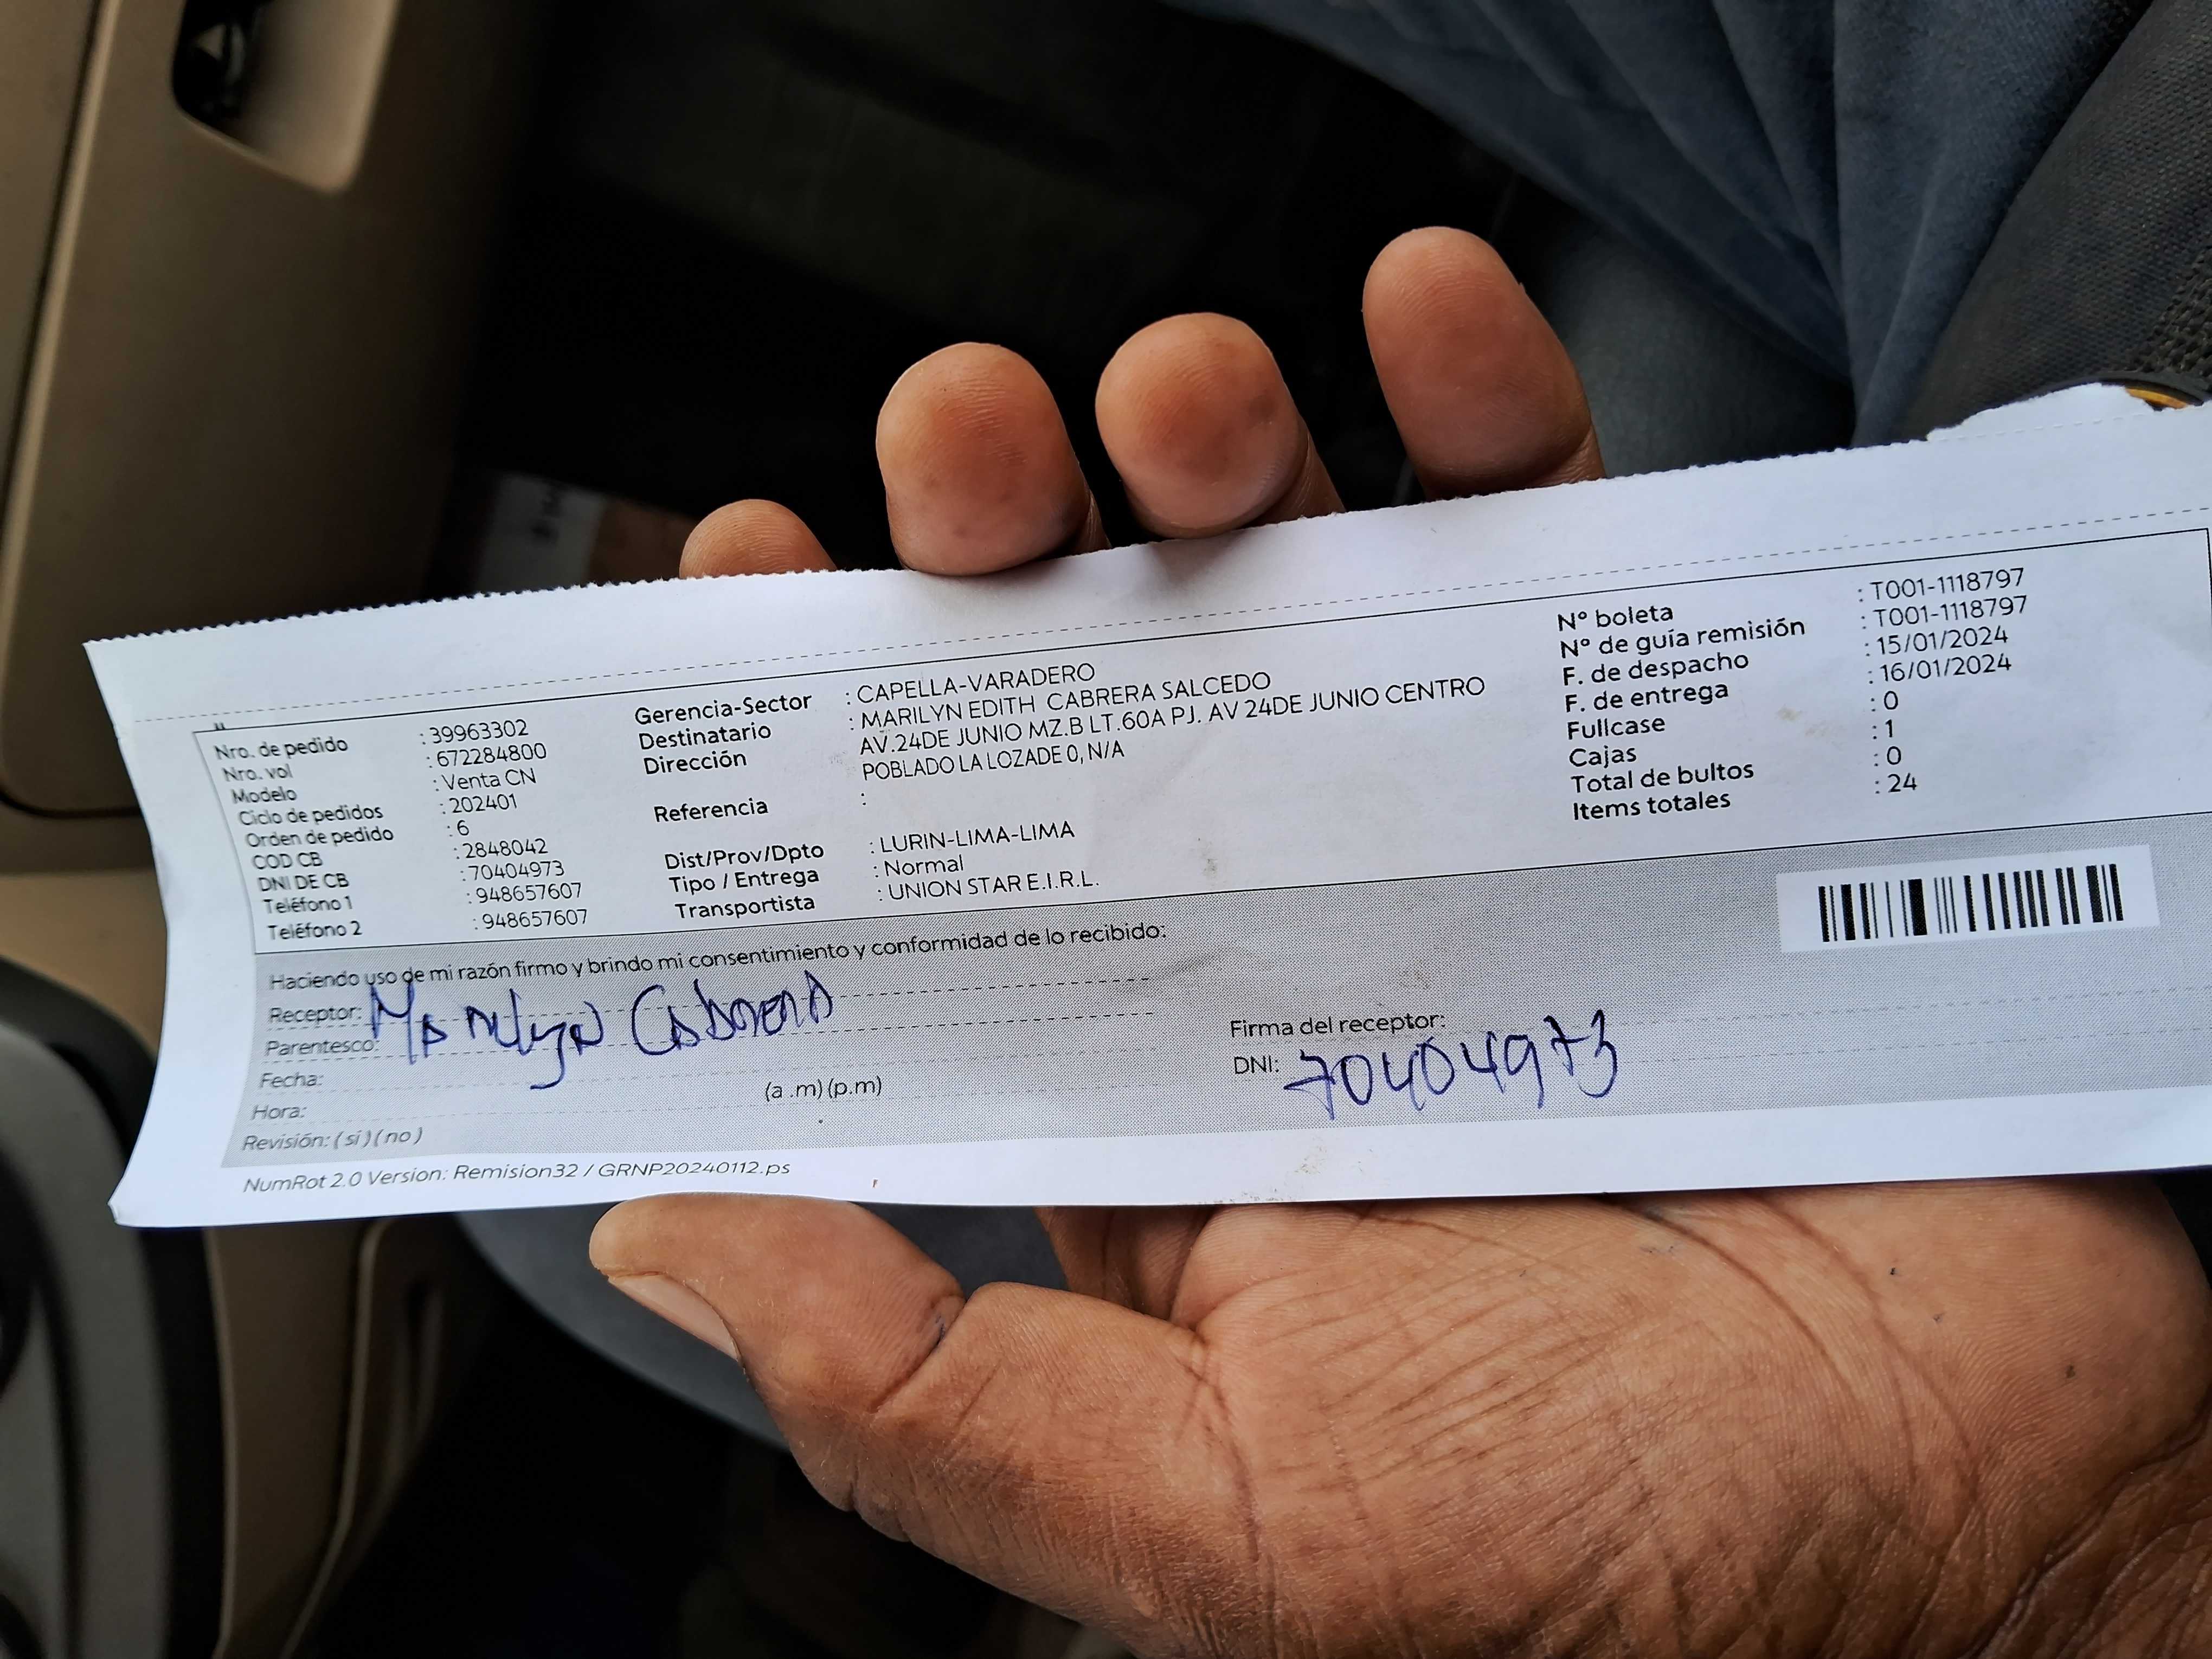 Nro. de pedido : 39963302
Nro. vol : 672284800
Modelo : Venta CN
Ciclo de pedidos : 202401
Orden de pedido : 6
COD CB : 2848042
DNI DE CB : 70404973
Teléfono 1 : 948657607
Teléfono 2 : 948657607
Gerencia-Sector : CAPELLA-VARADERO
Destinatario : MARILYN EDITH CABRERA SALCEDO
Dirección AV.24DE JUNIO MZ.B LT.60A PJ. AV 24DE JUNIO CENTRO
POBLADO LA LOZADE 0, N/A
Referencia :
Dist/Prov/Dpto : LURIN-LIMA-LIMA
Tipo / Entrega : Normal
Transportista : UNION STAR E.I.R.L.
N° boleta : T001-1118797
N° de guía remisión : T001-1118797
F. de despacho : 15/01/2024
F. de entrega : 16/01/2024
Fullcase : 0
Cajas : 1
Total de bultos : 0
Items totales : 24
Haciendo uso de mi razón firmo y brindo mi consentimiento y conformidad de lo recibido:
Receptor: Marilyn Cabrera
Parentesco:
Fecha:
Hora: (a .m) (p.m)
Revisión: ( si ) ( no )
Firma del receptor:
DNI: 70404973
NumRot 2.0 Version: Remision32 / GRNP20240112.ps